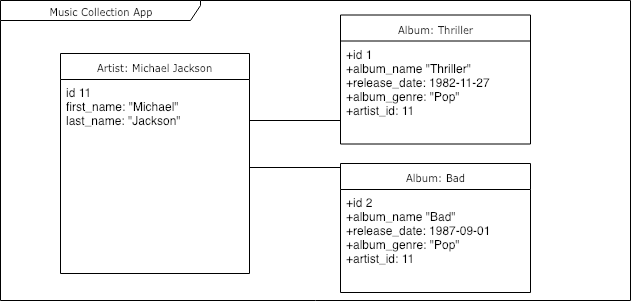 Music Collection App
Artist: Michael Jackson
id 11
first_name: "Michael"
last_name: "Jackson"
Album: Thriller
+id 1
+album_name "Thriller"
+release_date: 1982-11-27
+album_genre: "Pop"
+artist_id: 11
Album: Bad
+id 2
+album_name "Bad"
+release_date: 1987-09-01
+album_genre: "Pop"
+artist_id: 11